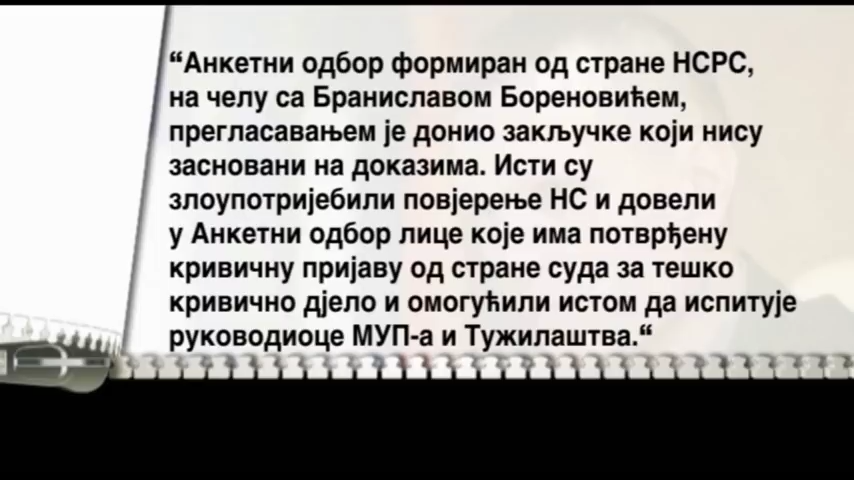 “Анкетни одбор формиран од стране НСРС,
на челу са Браниславом Бореновићем,
прегласавањем је донио закључке који нису
засновани на доказима. Исти су
злоупотријебили повјерење НС и довели
у Анкетни одбор лице које има потврђену
кривичну пријаву од стране суда за тешко
кривично дјело и омогућили истом да испитује
руководиоце МУП-а и Тужилаштва.“